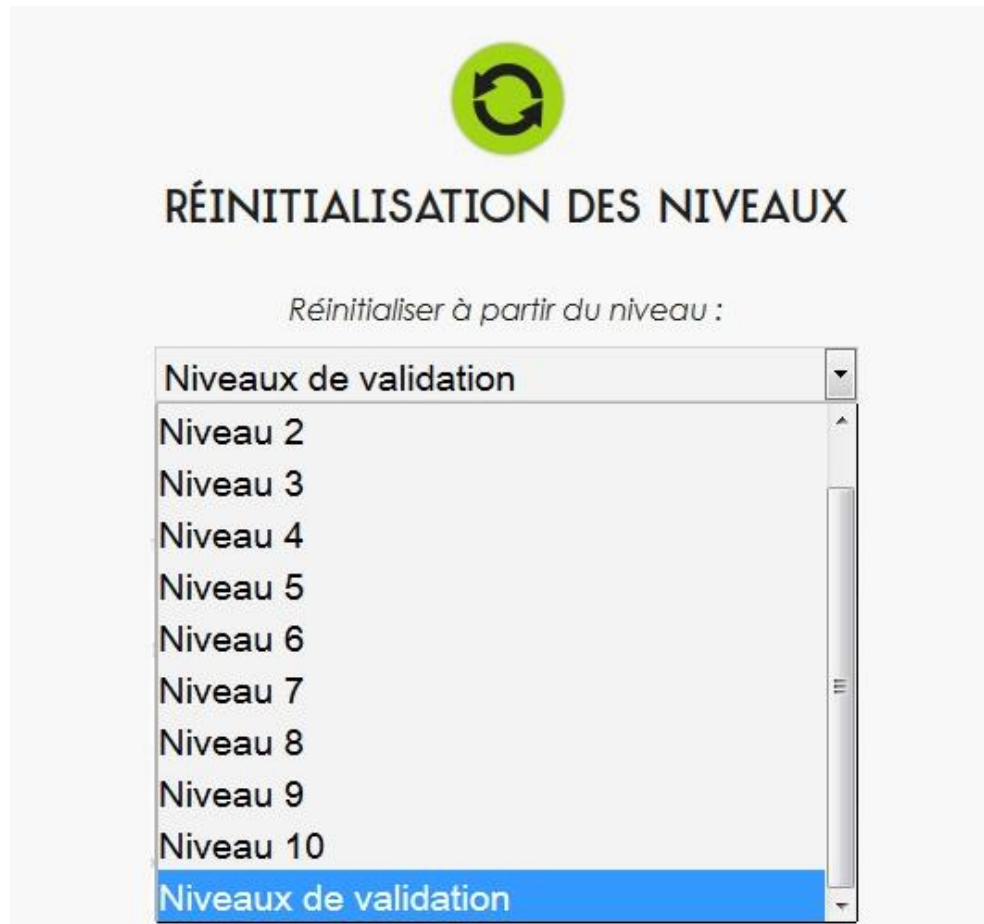 RÉINITIALISATION DES NIVEAUX
Réinitialiser à partir du niveau :
Niveaux de validation
Niveau 2
Niveau 3
Niveau 4
Niveau 5
Niveau 6
Niveau 7
Niveau 8
Niveau 9
Niveau 10
Niveaux de validation